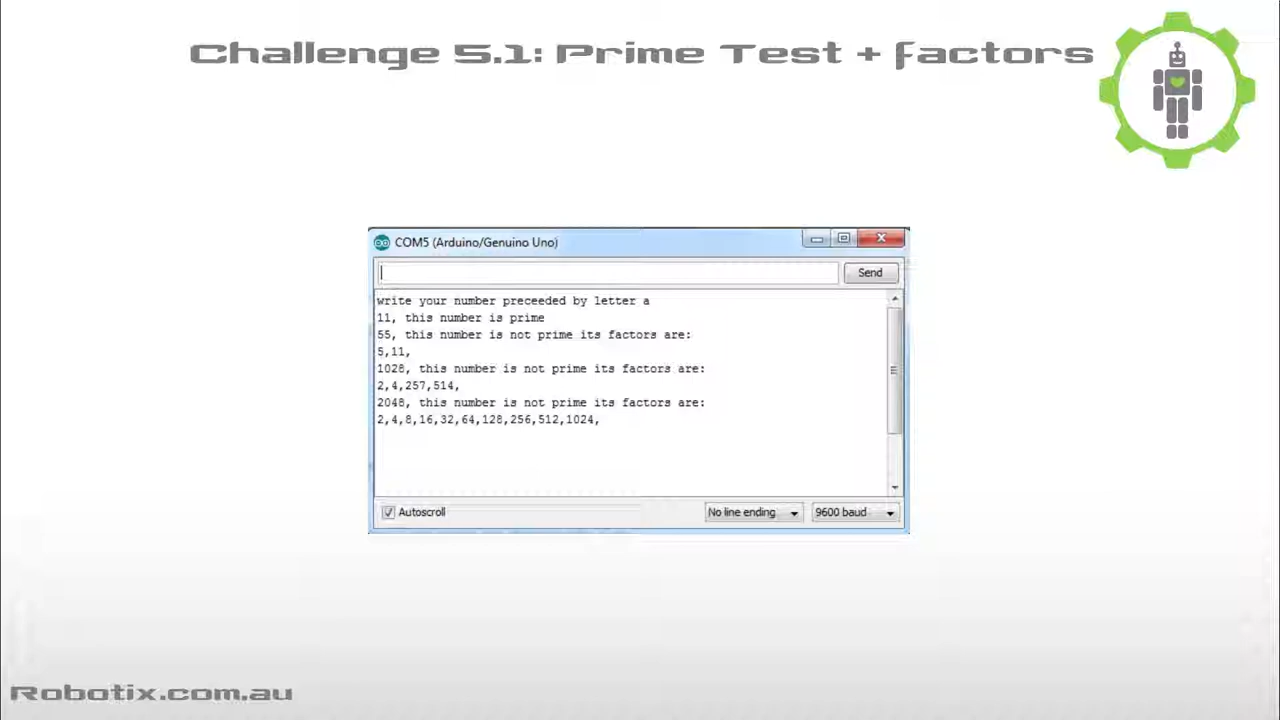 Challenge 5.1: Prime Test + factors
COM5 (Arduino/Genuino Uno)
Send
write your number preceeded by letter a
11, this number is prime
55, this number is not prime its factors are:
5,11,
1028, this number is not prime its factors are:
2,4,257,514,
2048, this number is not prime its factors are:
2,4,8,16,32,64,128,256,512,1024,
Autoscroll
No line ending
9600 baud
Robotix.com.au